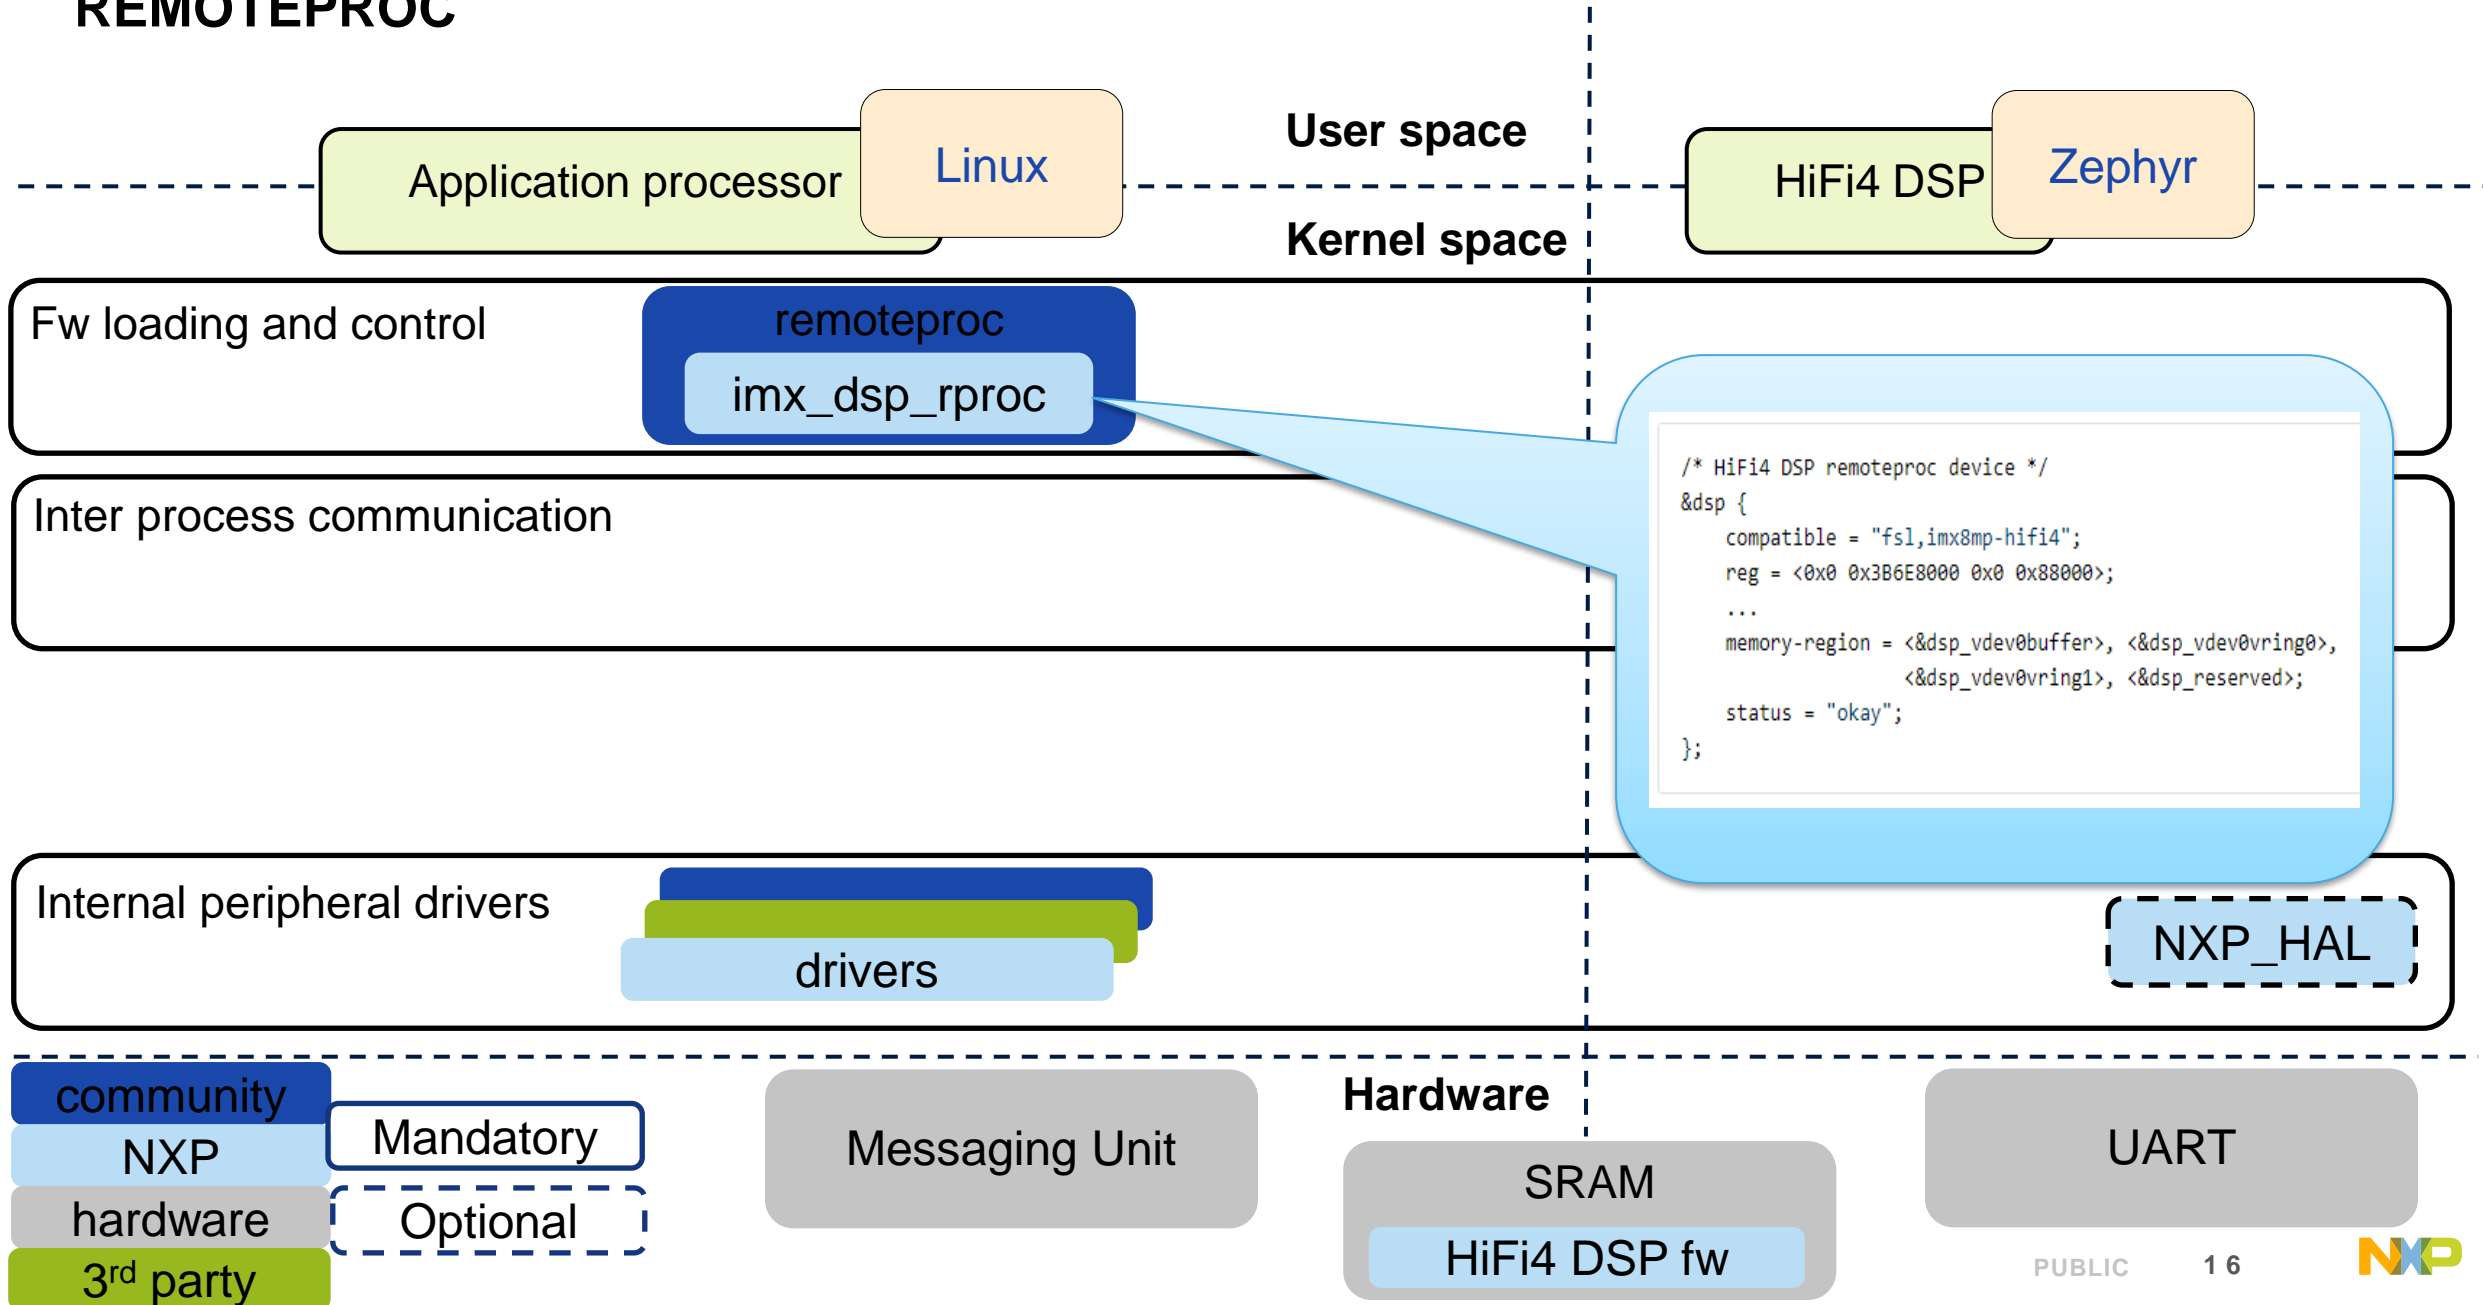 REMOTEPROC
User space
Application processor
Linux
HiFi4 DSP
Zephyr
Kernel space
Fw loading and control
remoteproc
imx_dsp_rproc
/* HiFi4 DSP remoteproc device */
&dsp {
compatible = "fsl,imx8mp-hifi4";
reg = <0x0 0x3B6E8000 0x0 0x88000>;
...
memory-region = <&dsp_vdev0buffer>, <&dsp_vdev0vring0>,
<&dsp_vdev0vring1>, <&dsp_reserved>;
status = "okay";
};
Inter process communication
Internal peripheral drivers
drivers
NXP_HAL
community
NXP
hardware
3rd party
Mandatory
Optional
Messaging Unit
Hardware
SRAM
HiFi4 DSP fw
UART
PUBLIC 16
NXP